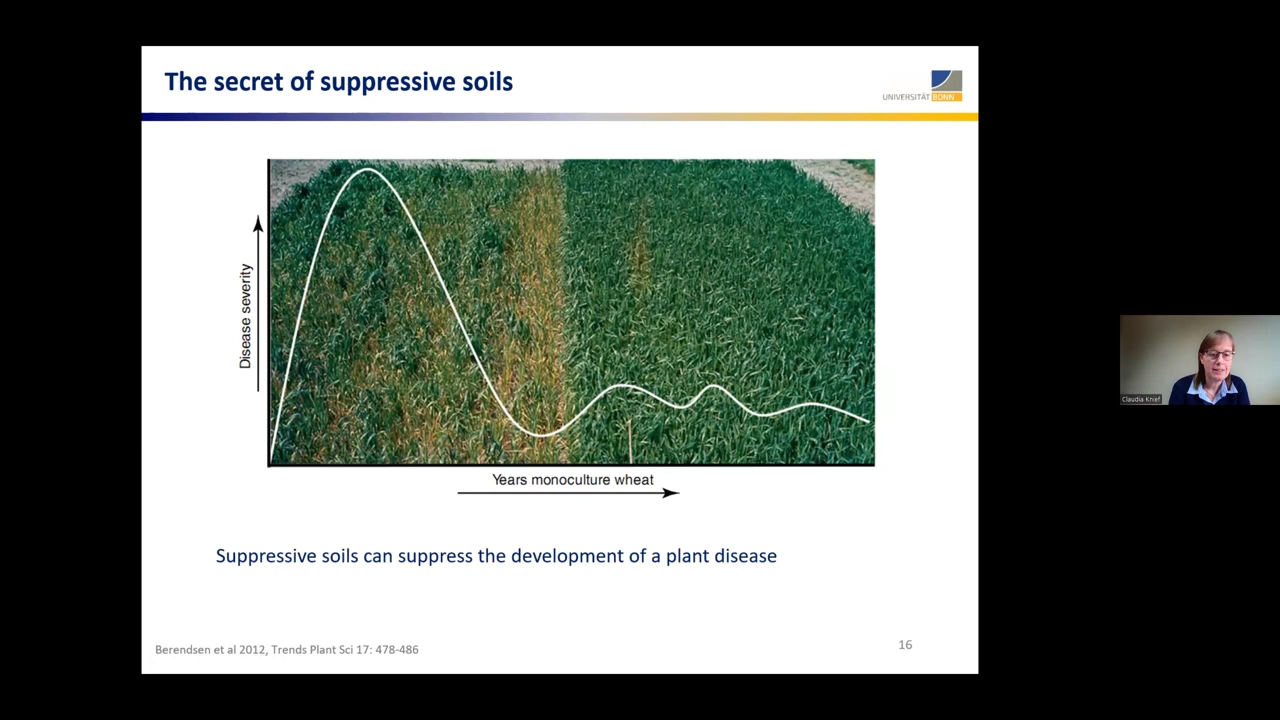 The secret of suppressive soils
UNIVERSITÄT BONN
Disease severity
Years monoculture wheat
Suppressive soils can suppress the development of a plant disease
Claudia Knief
Berendsen et al 2012, Trends Plant Sci 17: 478-486
16